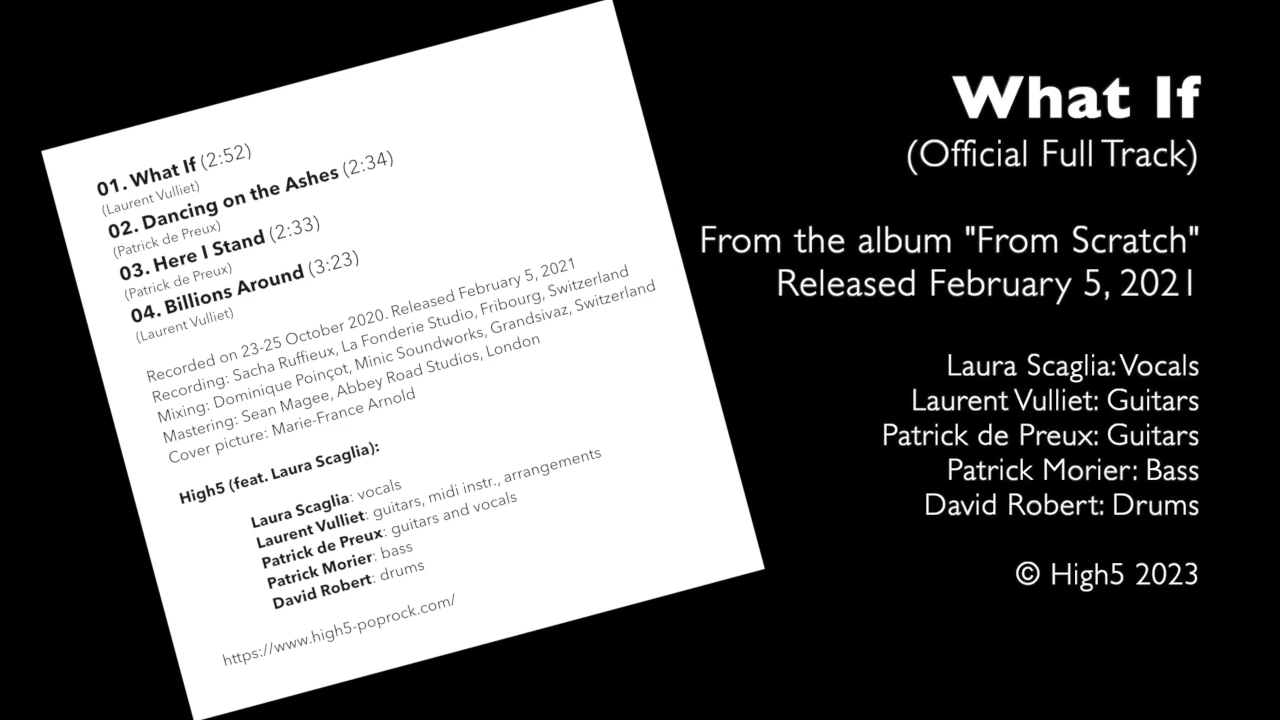 01. What If (2:52)
(Laurent Vulliet)
02. Dancing on the Ashes (2:34)
(Patrick de Preux)
03. Here I Stand (2:33)
(Patrick de Preux)
04. Billions Around (3:23)
(Laurent Vulliet)
Recorded on 23-25 October 2020. Released February 5, 2021
Recording: Sacha Ruffieux, La Fonderie Studio, Fribourg, Switzerland
Mixing: Dominique Poinçot, Minic Soundworks, Grandsivaz, Switzerland
Mastering: Sean Magee, Abbey Road Studios, London
Cover picture: Marie-France Arnold
High5 (feat. Laura Scaglia):
Laura Scaglia: vocals
Laurent Vulliet: guitars, midi instr., arrangements
Patrick de Preux: guitars and vocals
Patrick Morier: bass
David Robert: drums
https://www.high5-poprock.com/
What If
(Official Full Track)
From the album "From Scratch"
Released February 5, 2021
Laura Scaglia: Vocals
Laurent Vulliet: Guitars
Patrick de Preux: Guitars
Patrick Morier: Bass
David Robert: Drums
© High5 2023